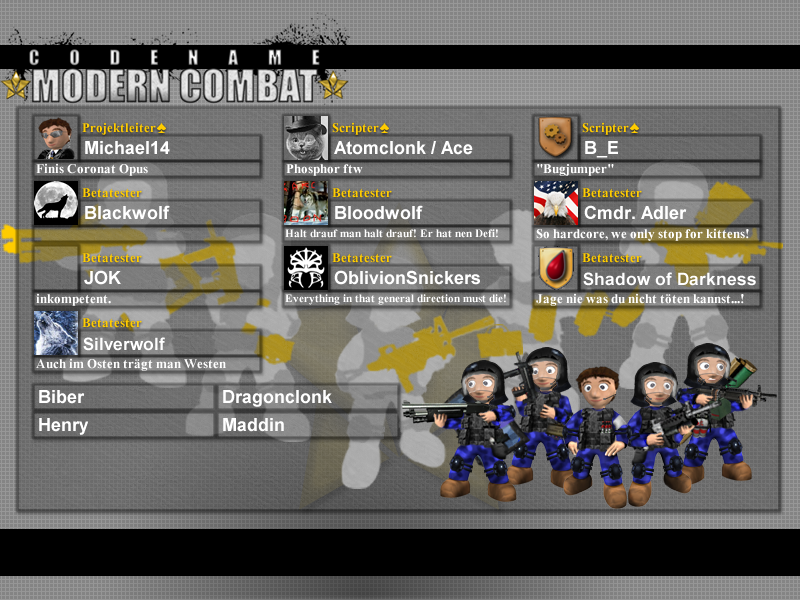 CODENAME
MODERN COMBAT
Projektleiter♠
Michael14
Finis Coronat Opus
Scripter♠
Atomclonk / Ace
Phosphor ftw
Scripter♠
B_E
"Bugjumper"
Betatester
Blackwolf
Betatester
Bloodwolf
Halt drauf man halt drauf! Er hat nen Defi!
Betatester
Cmdr. Adler
So hardcore, we only stop for kittens!
Betatester
JOK
inkompetent.
Betatester
OblivionSnickers
Everything in that general direction must die!
Betatester
Shadow of Darkness
Jage nie was du nicht töten kannst...!
Betatester
Silverwolf
Auch im Osten trägt man Westen
Biber
Dragonclonk
Henry
Maddin